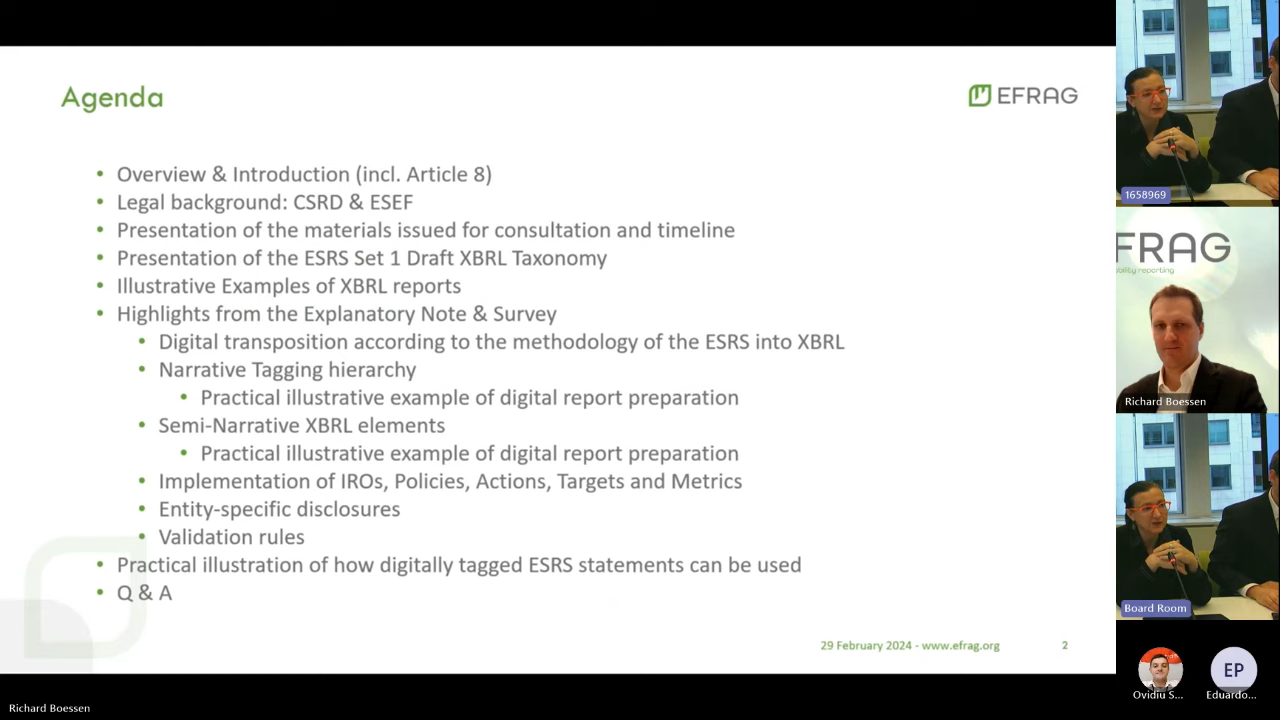 Agenda
EFRAG
• Overview & Introduction (incl. Article 8)
• Legal background: CSRD & ESEF
• Presentation of the materials issued for consultation and timeline
• Presentation of the ESRS Set 1 Draft XBRL Taxonomy
• Illustrative Examples of XBRL reports
• Highlights from the Explanatory Note & Survey
• Digital transposition according to the methodology of the ESRS into XBRL
• Narrative Tagging hierarchy
• Practical illustrative example of digital report preparation
• Semi-Narrative XBRL elements
• Practical illustrative example of digital report preparation
• Implementation of IROs, Policies, Actions, Targets and Metrics
• Entity-specific disclosures
• Validation rules
• Practical illustration of how digitally tagged ESRS statements can be used
• Q & A
29 February 2024 - www.efrag.org 2
Richard Boessen
1658969
FRAG
bility reporting
Richard Boessen
Board Room
EP
Ovidiu S... Eduardo...